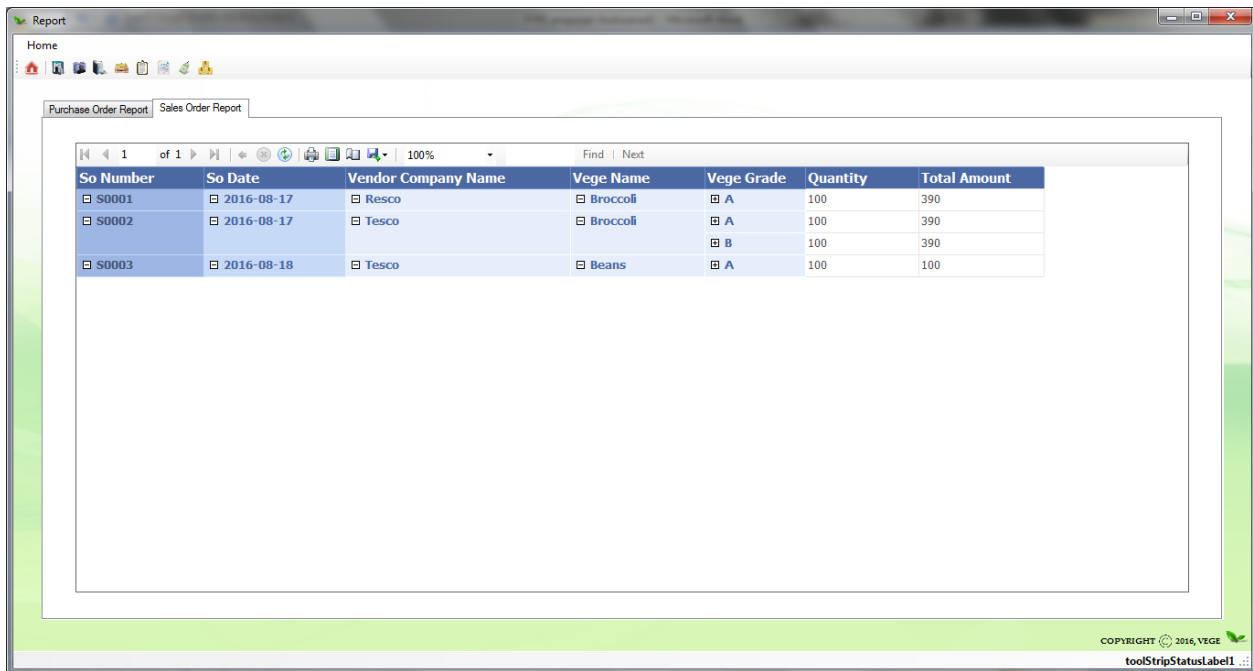 Report
Home
Purchase Order Report Sales Order Report
1 of 1 100% Find | Next
So Number So Date Vendor Company Name Vege Name Vege Grade Quantity Total Amount
S0001 2016-08-17 Resco Broccoli A 100 390
S0002 2016-08-17 Tesco Broccoli A 100 390
B 100 390
S0003 2016-08-18 Tesco Beans A 100 100
COPYRIGHT © 2016, VEGE
toolStripStatusLabel1